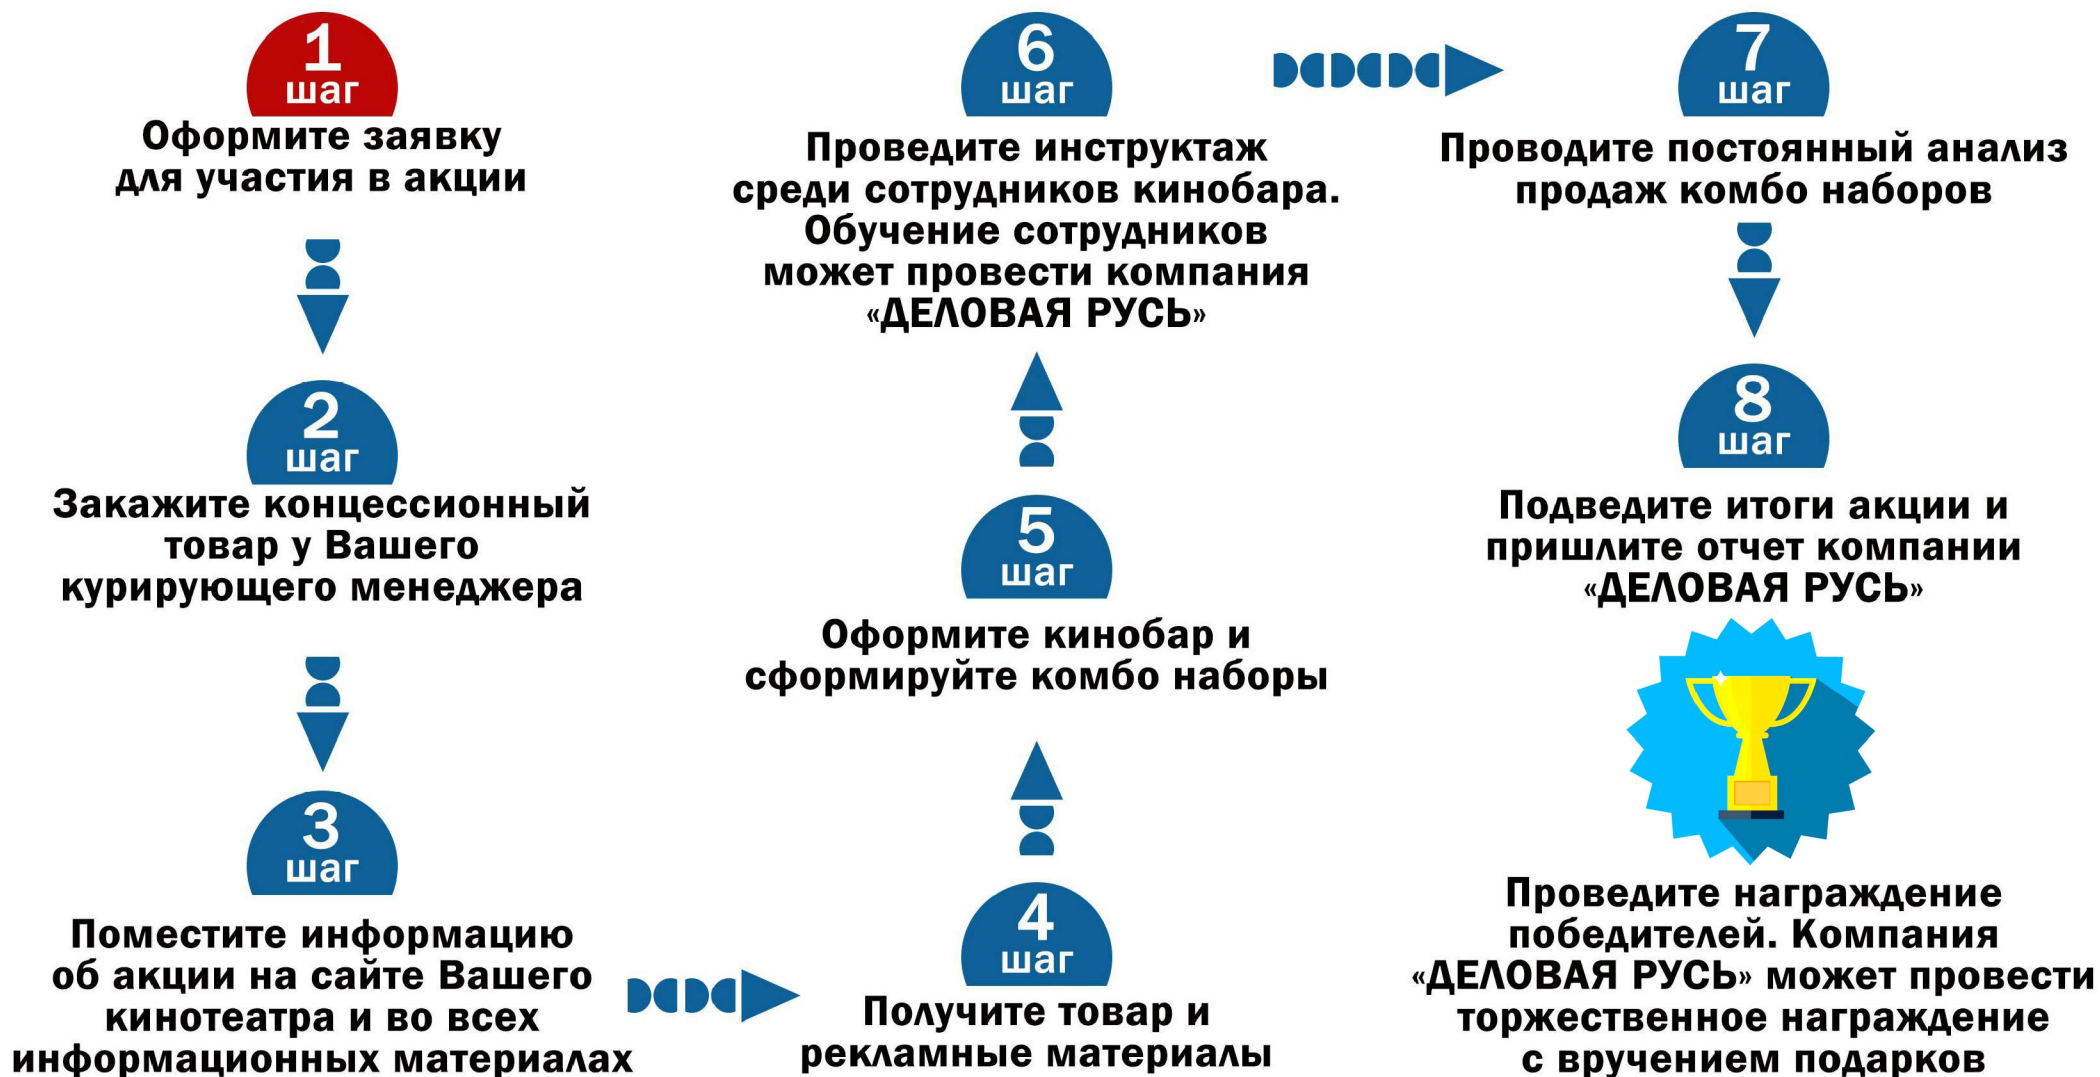 1
шаг
Оформите заявку
для участия в акции
2
шаг
Закажите концессионный
товар у Вашего
курирующего менеджера
3
шаг
Поместите информацию
об акции на сайте Вашего
кинотеатра и во всех
информационных материалах
4
шаг
Получите товар и
рекламные материалы
5
шаг
Оформите кинобар и
сформируйте комбо наборы
6
шаг
Проведите инструктаж
среди сотрудников кинобара.
Обучение сотрудников
может провести компания
«ДЕЛОВАЯ РУСЬ»
7
шаг
Проводите постоянный анализ
продаж комбо наборов
8
шаг
Подведите итоги акции и
пришлите отчет компании
«ДЕЛОВАЯ РУСЬ»
Проведите награждение
победителей. Компания
«ДЕЛОВАЯ РУСЬ» может провести
торжественное награждение
с вручением подарков